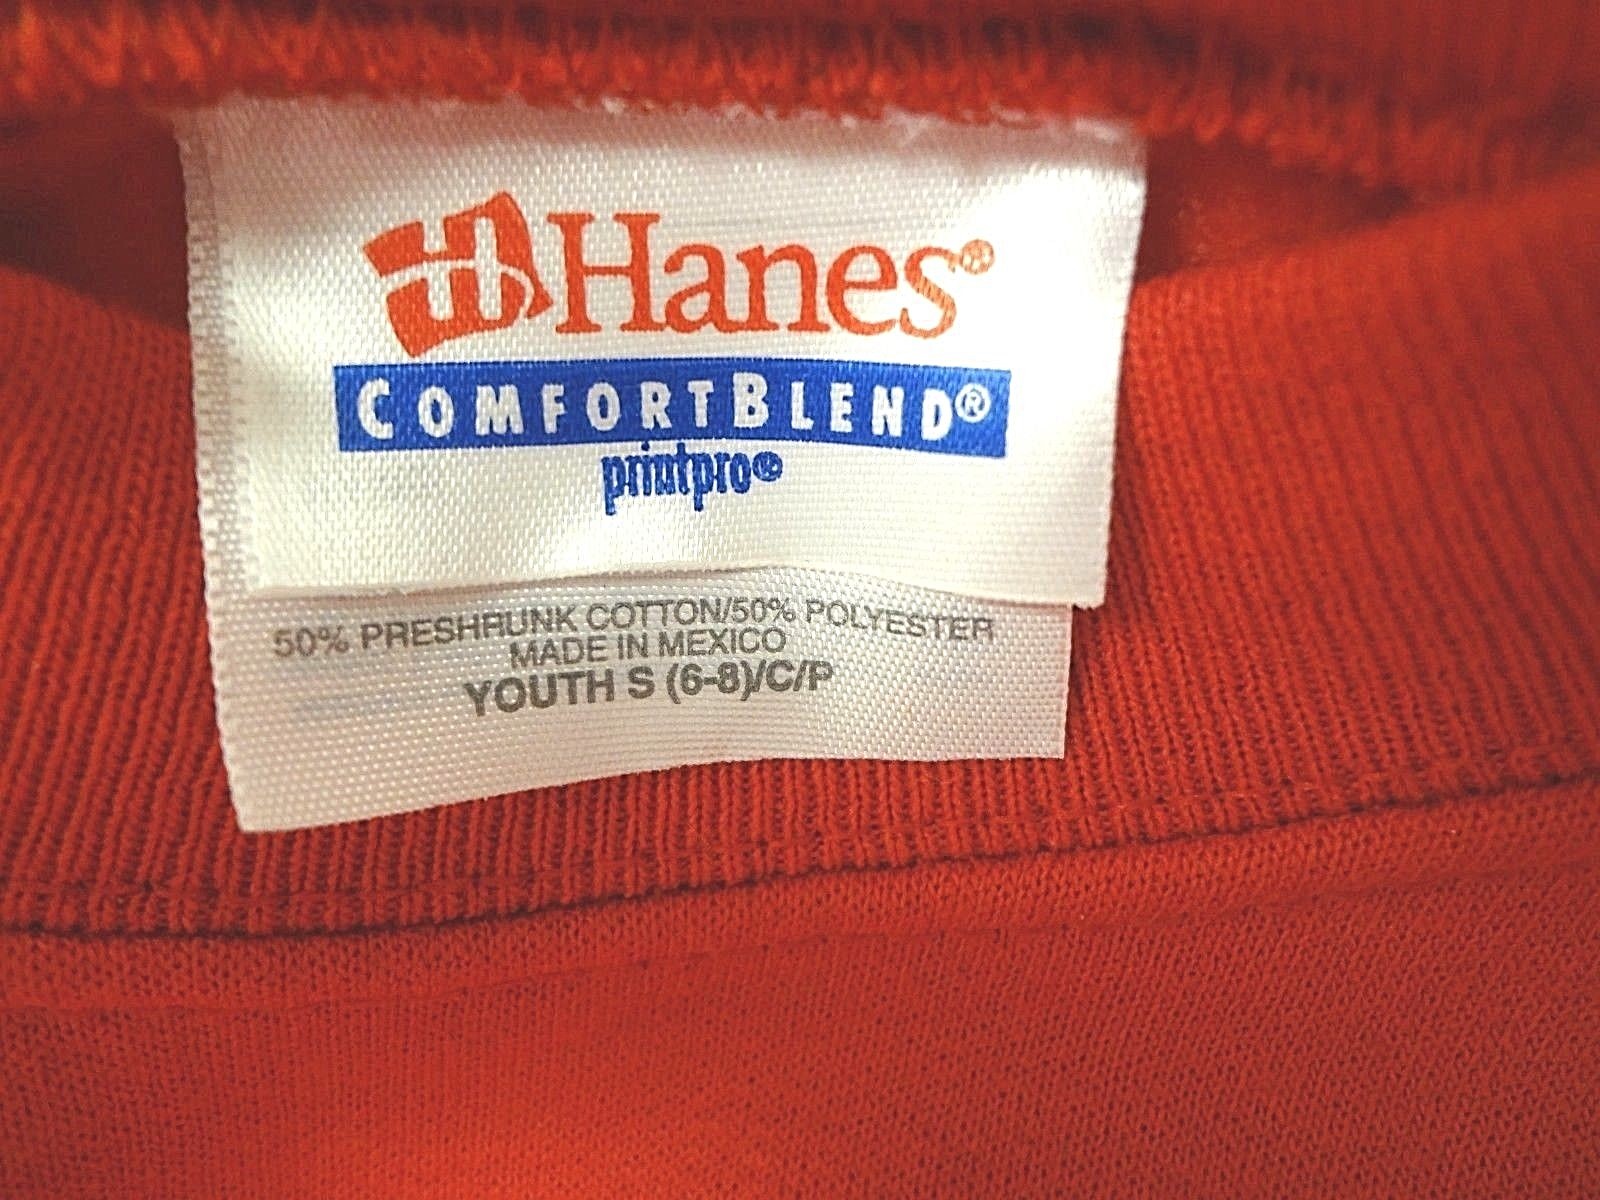 Hanes®
COMFORTBLEND®
printpro®
50% PRESHRUNK COTTON/50% POLYESTER
MADE IN MEXICO
YOUTH S (6-8)/C/P